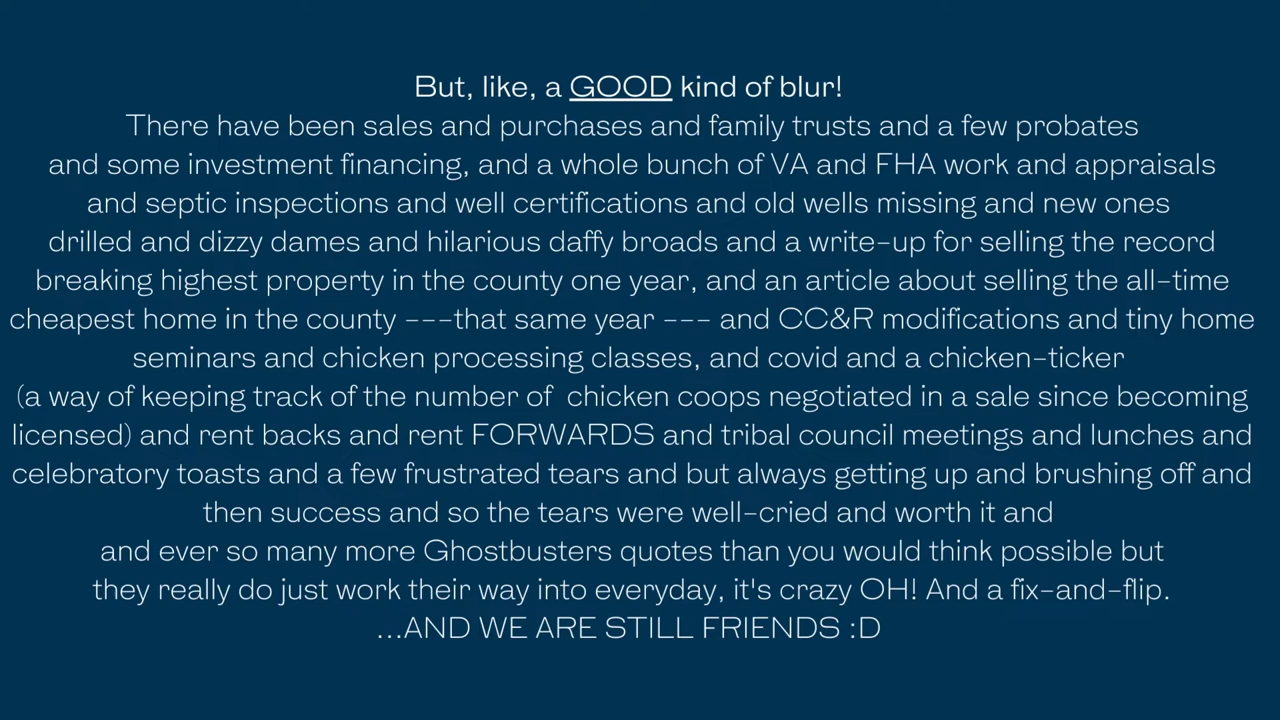 But, like, a GOOD kind of blur!
There have been sales and purchases and family trusts and a few probates
and some investment financing, and a whole bunch of VA and FHA work and appraisals
and septic inspections and well certifications and old wells missing and new ones
drilled and dizzy dames and hilarious daffy broads and a write-up for selling the record
breaking highest property in the county one year, and an article about selling the all-time
cheapest home in the county ---that same year --- and CC&R modifications and tiny home
seminars and chicken processing classes, and covid and a chicken-ticker
(a way of keeping track of the number of  chicken coops negotiated in a sale since becoming
licensed) and rent backs and rent FORWARDS and tribal council meetings and lunches and
celebratory toasts and a few frustrated tears and but always getting up and brushing off and
then success and so the tears were well-cried and worth it and
and ever so many more Ghostbusters quotes than you would think possible but
they really do just work their way into everyday, it's crazy OH! And a fix-and-flip.
...AND WE ARE STILL FRIENDS :D